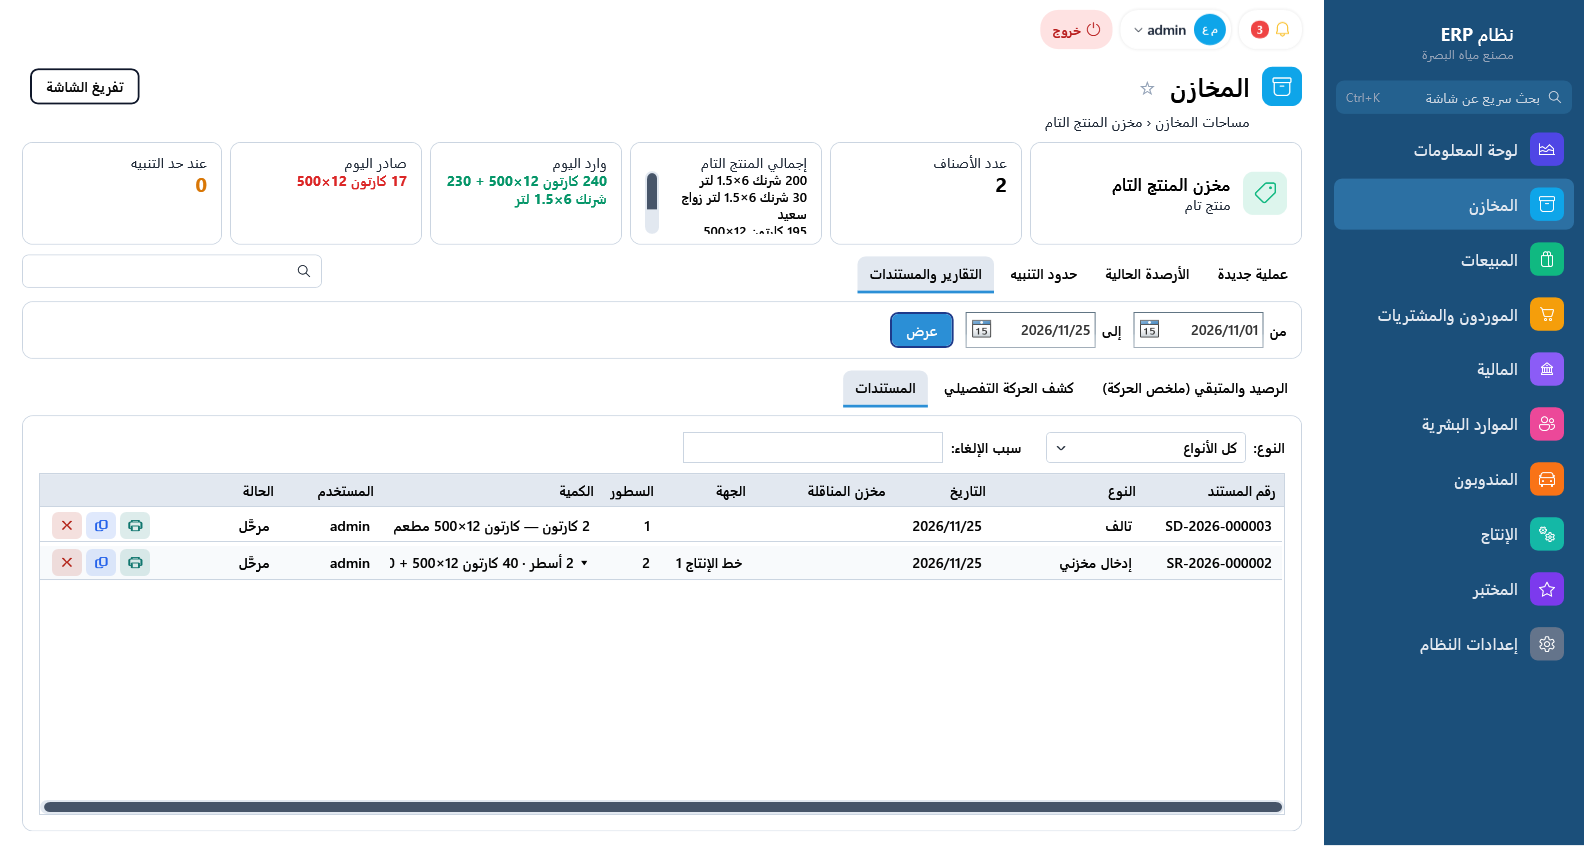 نظام ERP
مصنع مياه البصرة
بحث سريع عن شاشة Ctrl+K
لوحة المعلومات
المخازن
المبيعات
الموردون والمشتريات
المالية
الموارد البشرية
المندوبون
الإنتاج
المختبر
إعدادات النظام
3
م ع admin
خروج
المخازن
تفريغ الشاشة
مساحات المخازن › مخزن المنتج التام
مخزن المنتج التام
منتج تام
عدد الأصناف
2
إجمالي المنتج التام
200 شرنك 6×1.5 لتر
30 شرنك 6×1.5 لتر زواج
سعيد
195 كارتون 12×500
وارد اليوم
240 كارتون 12×500 + 230
شرنك 6×1.5 لتر
صادر اليوم
17 كارتون 12×500
عند حد التنبيه
0
عملية جديدة
الأرصدة الحالية
حدود التنبيه
التقارير والمستندات
من 2026/11/01 15 إلى 2026/11/25 15 عرض
الرصيد والمتبقي (ملخص الحركة)
كشف الحركة التفصيلي
المستندات
النوع: كل الأنواع سبب الإلغاء:
رقم المستند النوع التاريخ مخزن المناقلة الجهة السطور الكمية المستخدم الحالة
SD-2026-000003 تالف 2026/11/25 1 2 كارتون — كارتون 12×500 مطعم admin مرحَّل
SR-2026-000002 إدخال مخزني 2026/11/25 خط الإنتاج 1 2 ▾ 2 أسطر · 40 كارتون 12×500 + admin مرحَّل